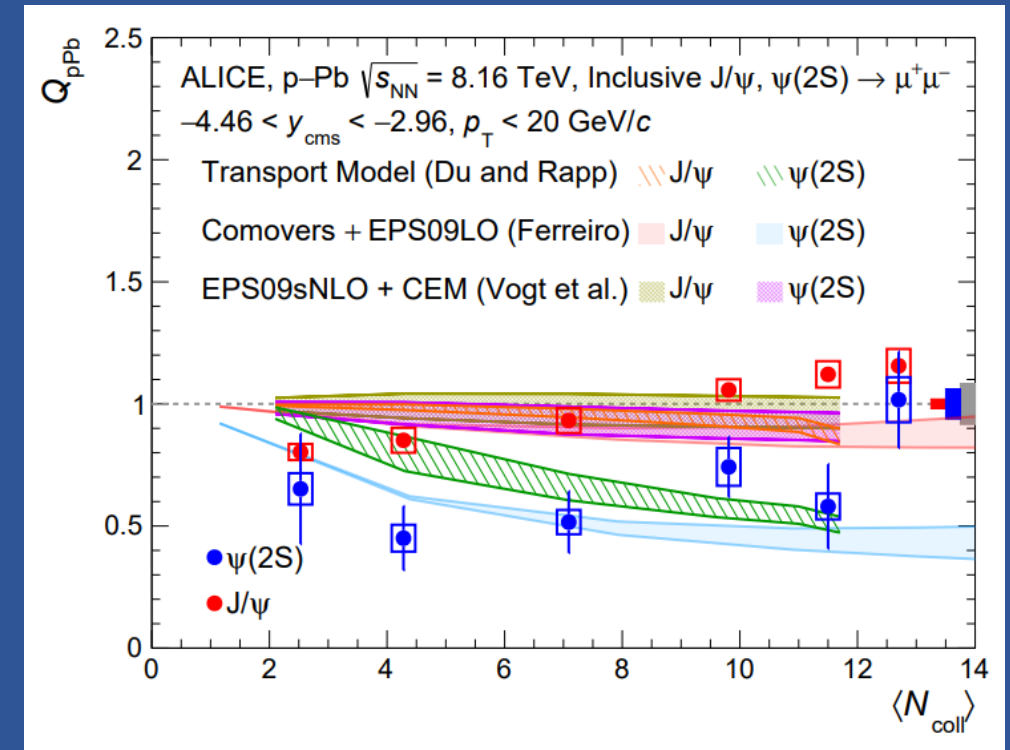 Q_pPb
2.5
ALICE, p–Pb √s_NN = 8.16 TeV, Inclusive J/ψ, ψ(2S) → μ⁺μ⁻
–4.46 < y_cms < –2.96, p_T < 20 GeV/c
2
Transport Model (Du and Rapp) J/ψ ψ(2S)
Comovers + EPS09LO (Ferreiro) J/ψ ψ(2S)
1.5
EPS09sNLO + CEM (Vogt et al.) J/ψ ψ(2S)
1
0.5
ψ(2S)
J/ψ
0
0 2 4 6 8 10 12 14
⟨N_coll⟩